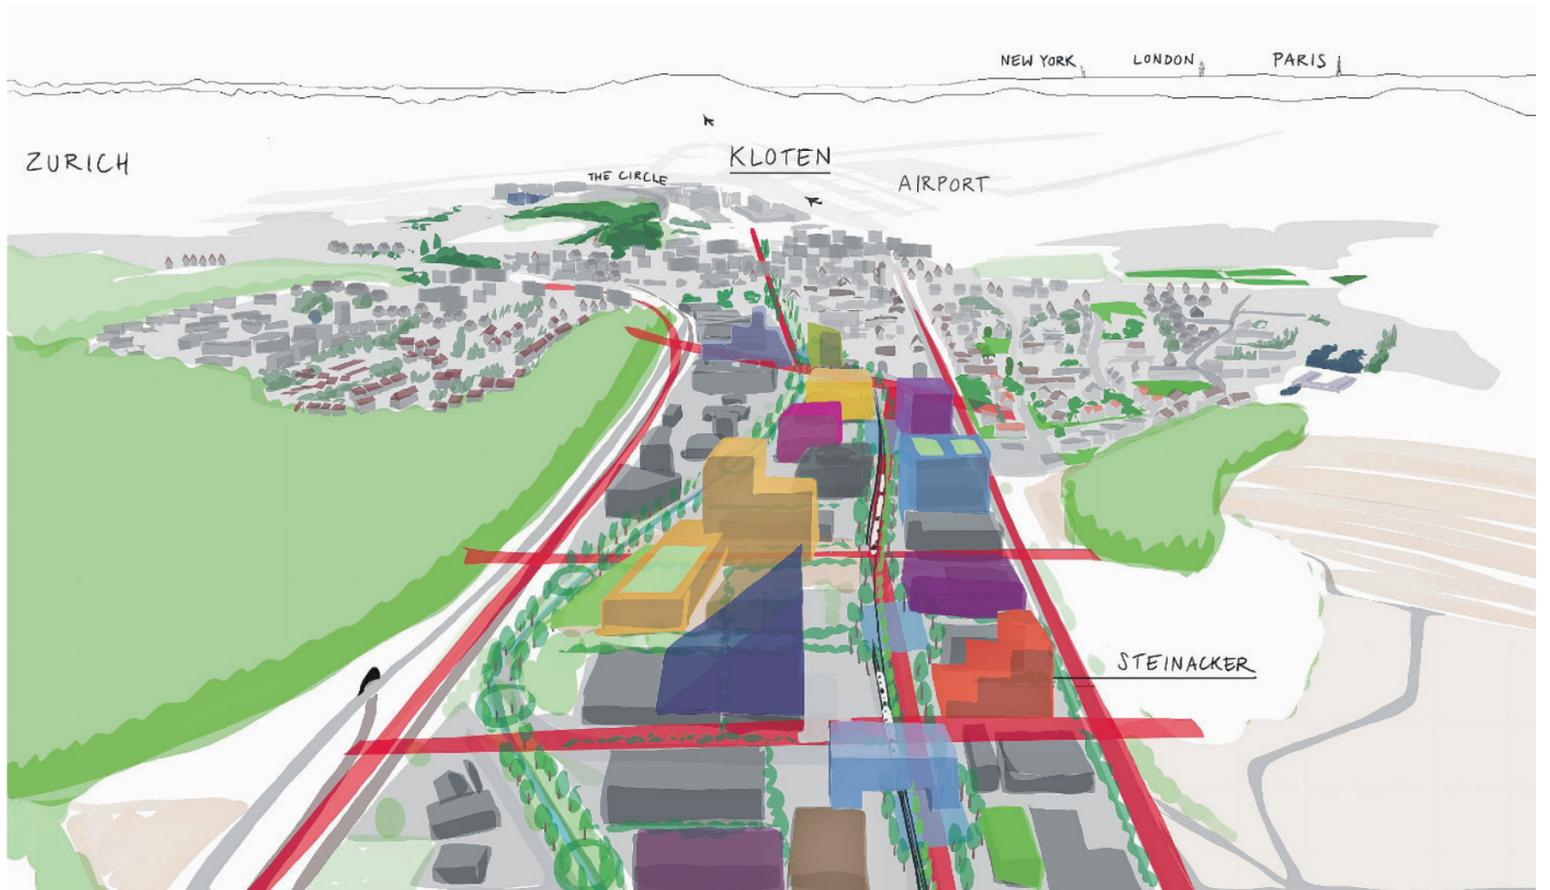 NEW YORK
LONDON
PARIS
KLOTEN
ZURICH
THE CIRCLE
AIRPORT
STEINACKER